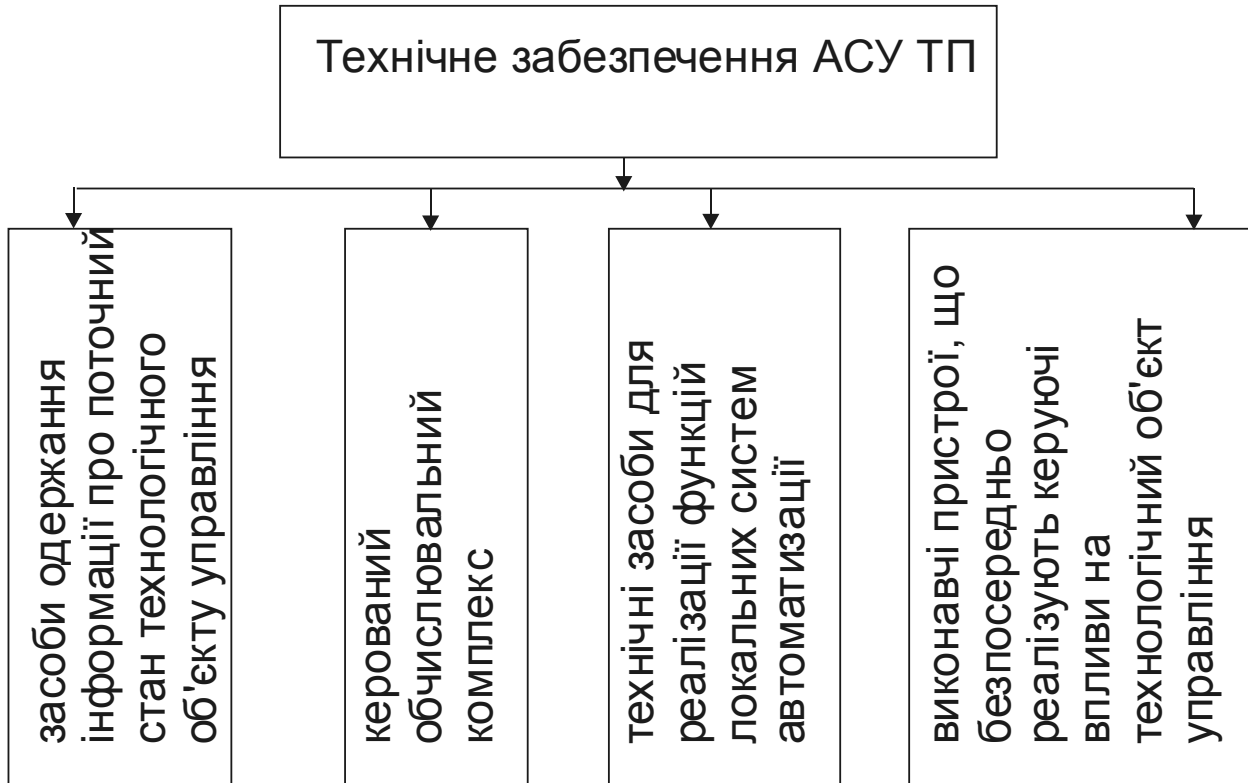 Технічне забезпечення АСУ ТП
засоби одержання
інформації про поточний
стан технологічного
об'єкту управління
керований
обчислювальний
комплекс
технічні засоби для
реалізації функцій
локальних систем
автоматизації
виконавчі пристрої, що
безпосередньо
реалізують керуючі
впливи на
технологічний об'єкт
управління